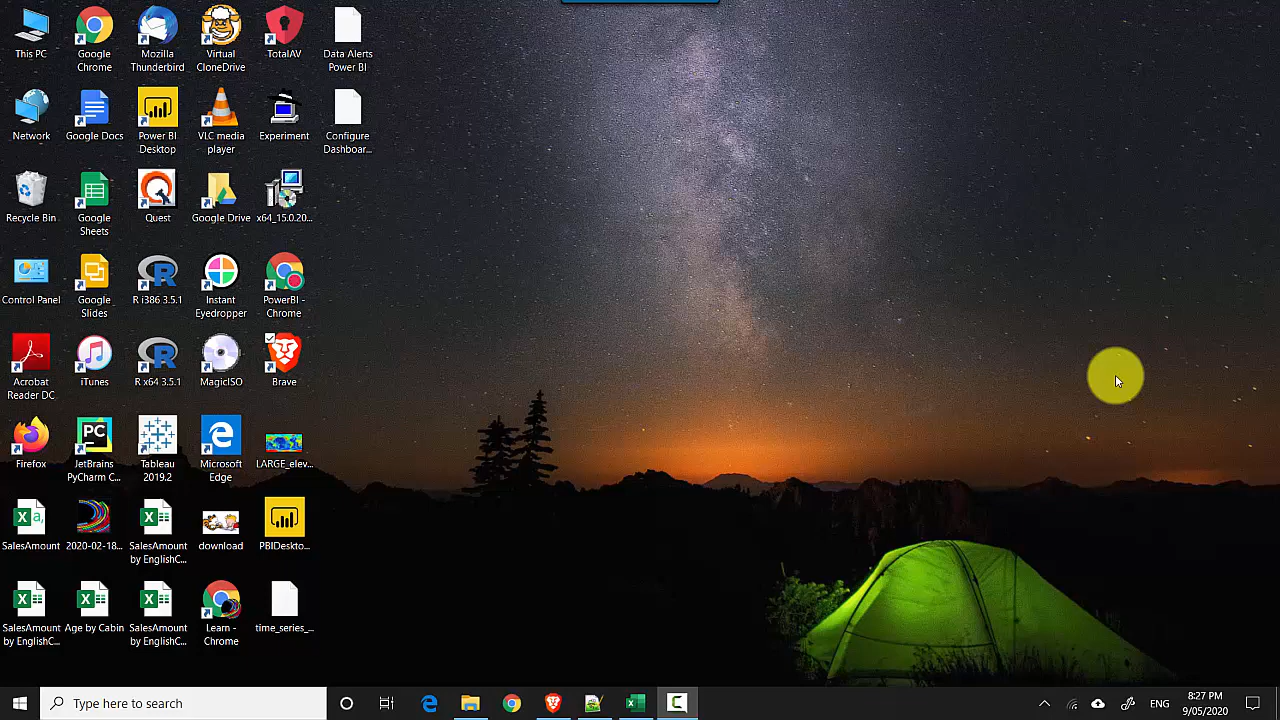 This PC
Google
Chrome
Mozilla
Thunderbird
Virtual
CloneDrive
TotalAV
Data Alerts
Power BI
Network
Google Docs
Power BI
Desktop
VLC media
player
Experiment
Configure
Dashboar...
Recycle Bin
Google
Sheets
Quest
Google Drive
x64_15.0.20...
Control Panel
Google
Slides
R i386 3.5.1
Instant
Eyedropper
PowerBI -
Chrome
Acrobat
Reader DC
iTunes
R x64 3.5.1
MagicISO
Brave
Firefox
PC
JetBrains
PyCharm C...
Tableau
2019.2
Microsoft
Edge
LARGE_elev...
SalesAmount
2020-02-18...
SalesAmount
by EnglishC...
download
PBIDeskto...
SalesAmount
by EnglishC...
Age by Cabin
SalesAmount
by EnglishC...
Learn -
Chrome
time_series_...
Type here to search
ENG
8:27 PM
9/05/2020